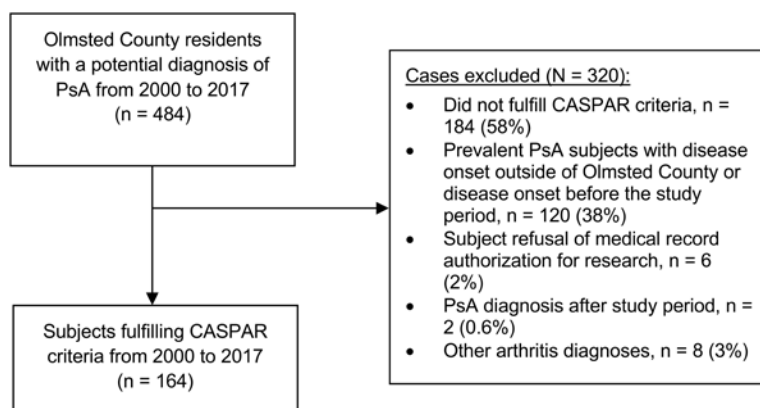 Olmsted County residents
with a potential diagnosis of
PsA from 2000 to 2017
(n = 484)
Cases excluded (N = 320):
• Did not fulfill CASPAR criteria, n =
184 (58%)
• Prevalent PsA subjects with disease
onset outside of Olmsted County or
disease onset before the study
period, n = 120 (38%)
• Subject refusal of medical record
authorization for research, n = 6
(2%)
• PsA diagnosis after study period, n =
2 (0.6%)
• Other arthritis diagnoses, n = 8 (3%)
Subjects fulfilling CASPAR
criteria from 2000 to 2017
(n = 164)